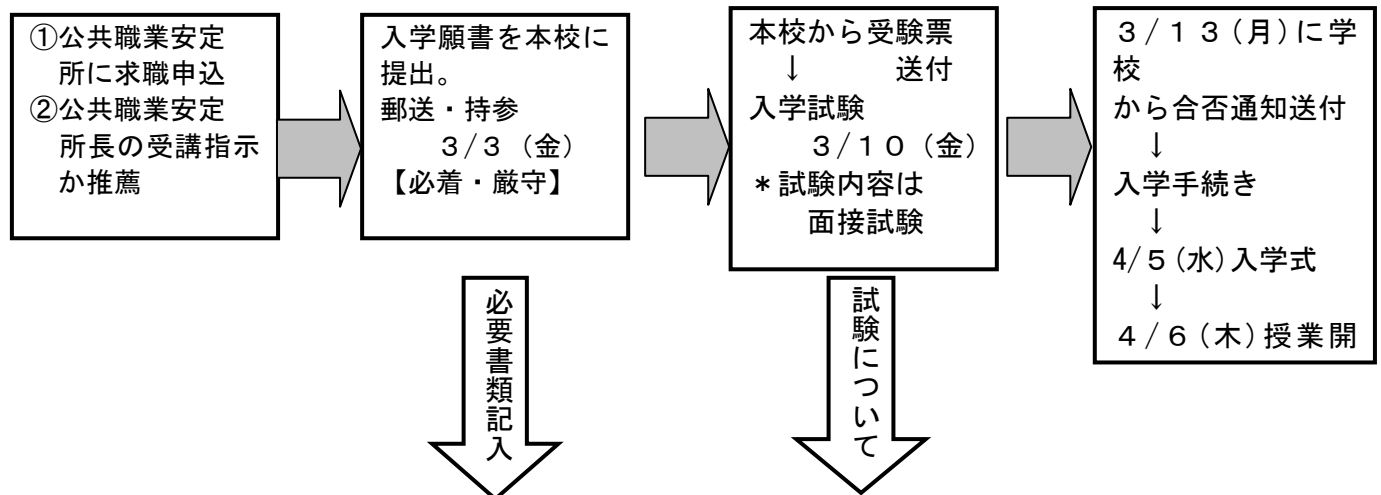 ①公共職業安定
所に求職申込
②公共職業安定
所長の受講指示
か推薦
入学願書を本校に
提出。
郵送・持参
３/３（金）
【必着・厳守】
本校から受験票
↓　　　送付
入学試験
３/１０（金）
＊試験内容は
面接試験
３/１３(月)に学
校
から合否通知送付
↓
入学手続き
↓
4/５(水)入学式
↓
４/６(木)授業開
必要書類記入
試験について